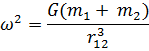 ω² = G(m₁ + m₂) / r₁₂³